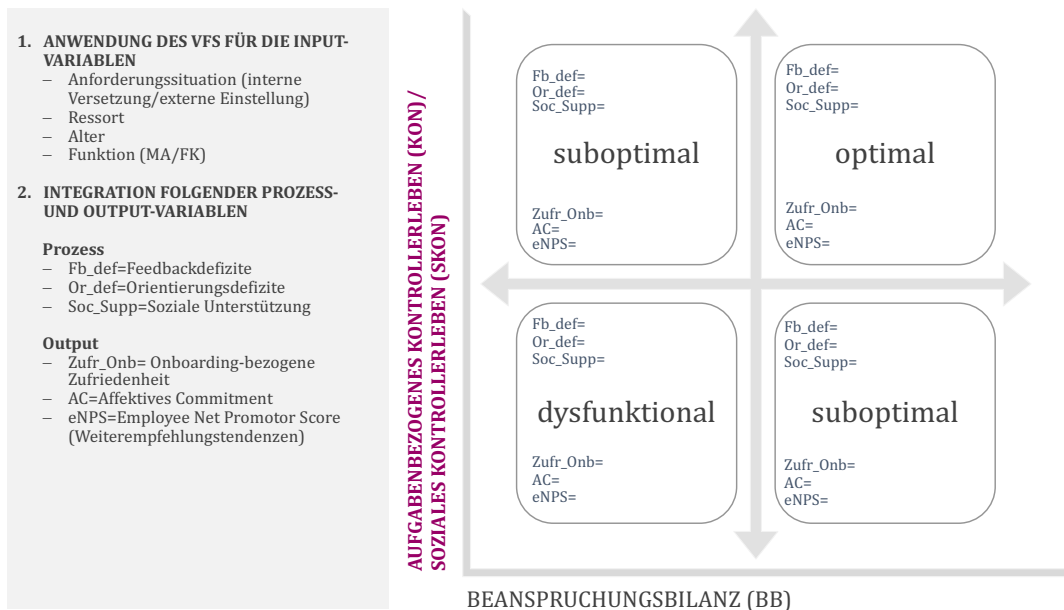 1. ANWENDUNG DES VFS FÜR DIE INPUT-
VARIABLEN
– Anforderungssituation (interne
Versetzung/externe Einstellung)
– Ressort
– Alter
– Funktion (MA/FK)
2. INTEGRATION FOLGENDER PROZESS-
UND OUTPUT-VARIABLEN
Prozess
– Fb_def=Feedbackdefizite
– Or_def=Orientierungsdefizite
– Soc_Supp=Soziale Unterstützung
Output
– Zufr_Onb= Onboarding-bezogene
Zufriedenheit
– AC=Affektives Commitment
– eNPS=Employee Net Promotor Score
(Weiterempfehlungstendenzen)
AUFGABENBEZOGENES KONTROLLERLEBEN (KON)/
SOZIALES KONTROLLERLEBEN (SKON)
Fb_def=
Or_def=
Soc_Supp=
suboptimal
Zufr_Onb=
AC=
eNPS=
Fb_def=
Or_def=
Soc_Supp=
optimal
Zufr_Onb=
AC=
eNPS=
Fb_def=
Or_def=
Soc_Supp=
dysfunktional
Zufr_Onb=
AC=
eNPS=
Fb_def=
Or_def=
Soc_Supp=
suboptimal
Zufr_Onb=
AC=
eNPS=
BEANSPRUCHUNGSBILANZ (BB)